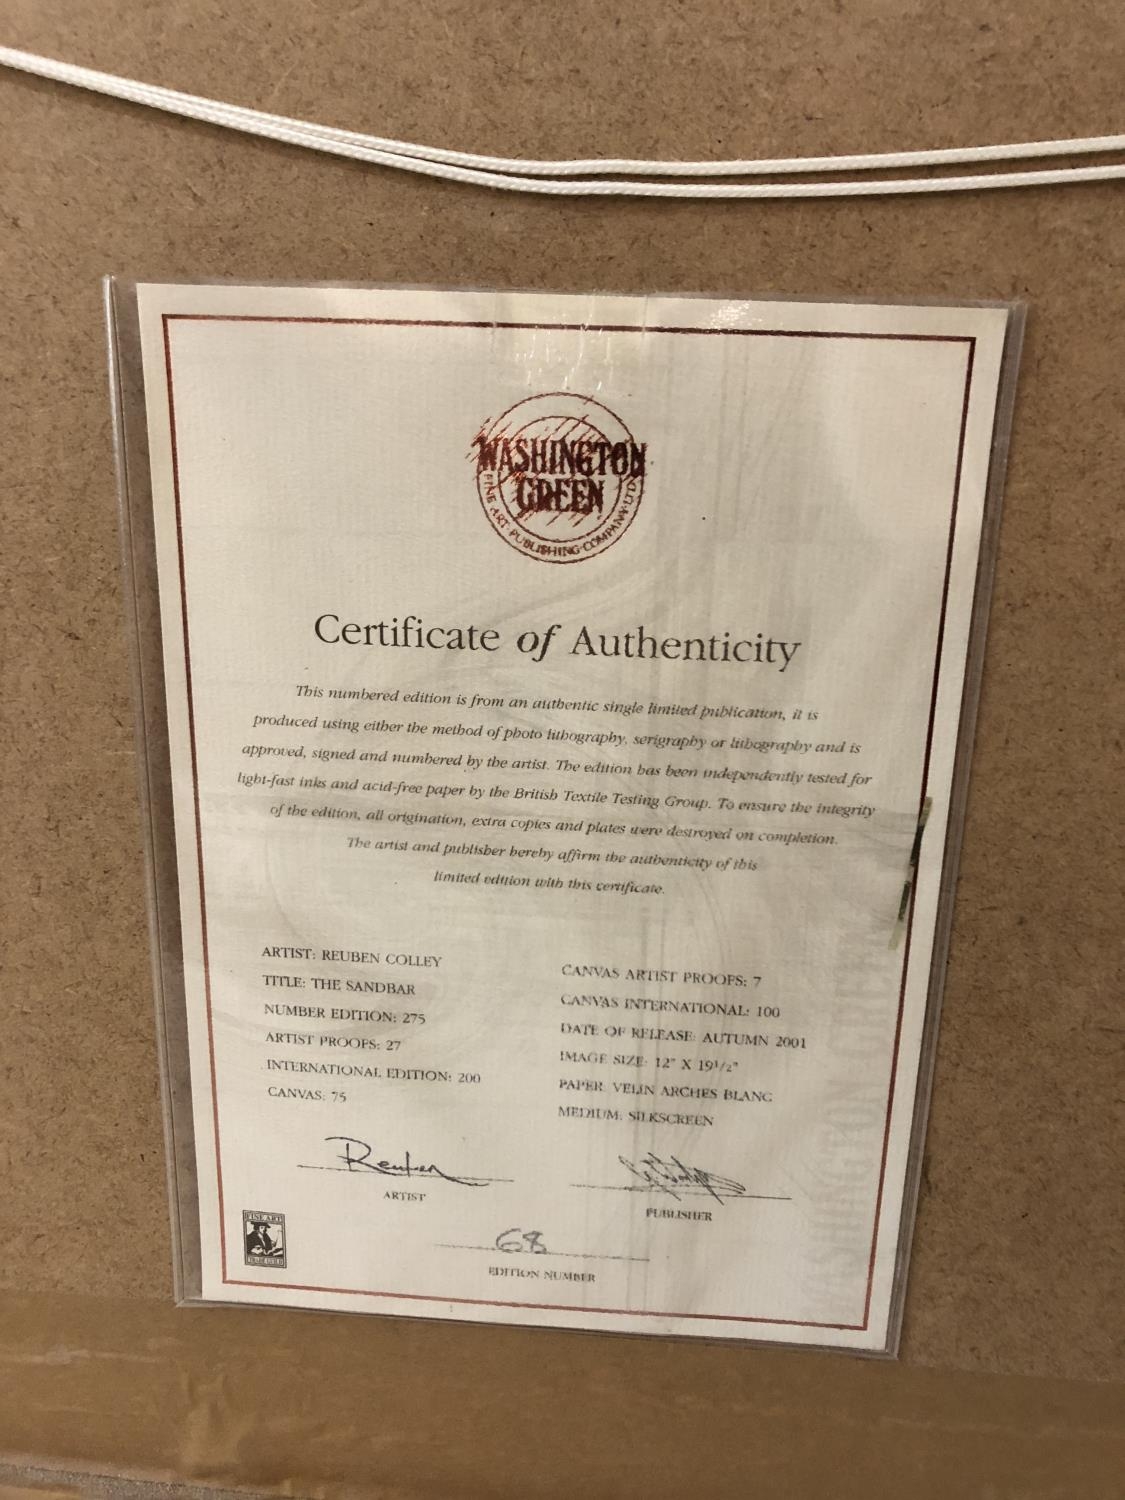 WASHINGTON
GREEN
FINE ART PUBLISHING COMPANY LTD
Certificate of Authenticity
This numbered edition is from an authentic single limited publication, it is
produced using either the method of photo lithography, serigraphy or lithography and is
approved, signed and numbered by the artist. The edition has been independently tested for
light-fast inks and acid-free paper by the British Textile Testing Group. To ensure the integrity
of the edition, all origination, extra copies and plates were destroyed on completion.
The artist and publisher hereby affirm the authenticity of this
limited edition with this certificate.
ARTIST: REUBEN COLLEY
TITLE: THE SANDBAR
NUMBER EDITION: 275
ARTIST PROOFS: 27
INTERNATIONAL EDITION: 200
CANVAS: 75
CANVAS ARTIST PROOFS: 7
CANVAS INTERNATIONAL: 100
DATE OF RELEASE: AUTUMN 2001
IMAGE SIZE: 12" X 19 1/2"
PAPER: VELIN ARCHES BLANC
MEDIUM: SILKSCREEN
Reuben
ARTIST
PUBLISHER
68
EDITION NUMBER
FINE ART
TRADE GUILD